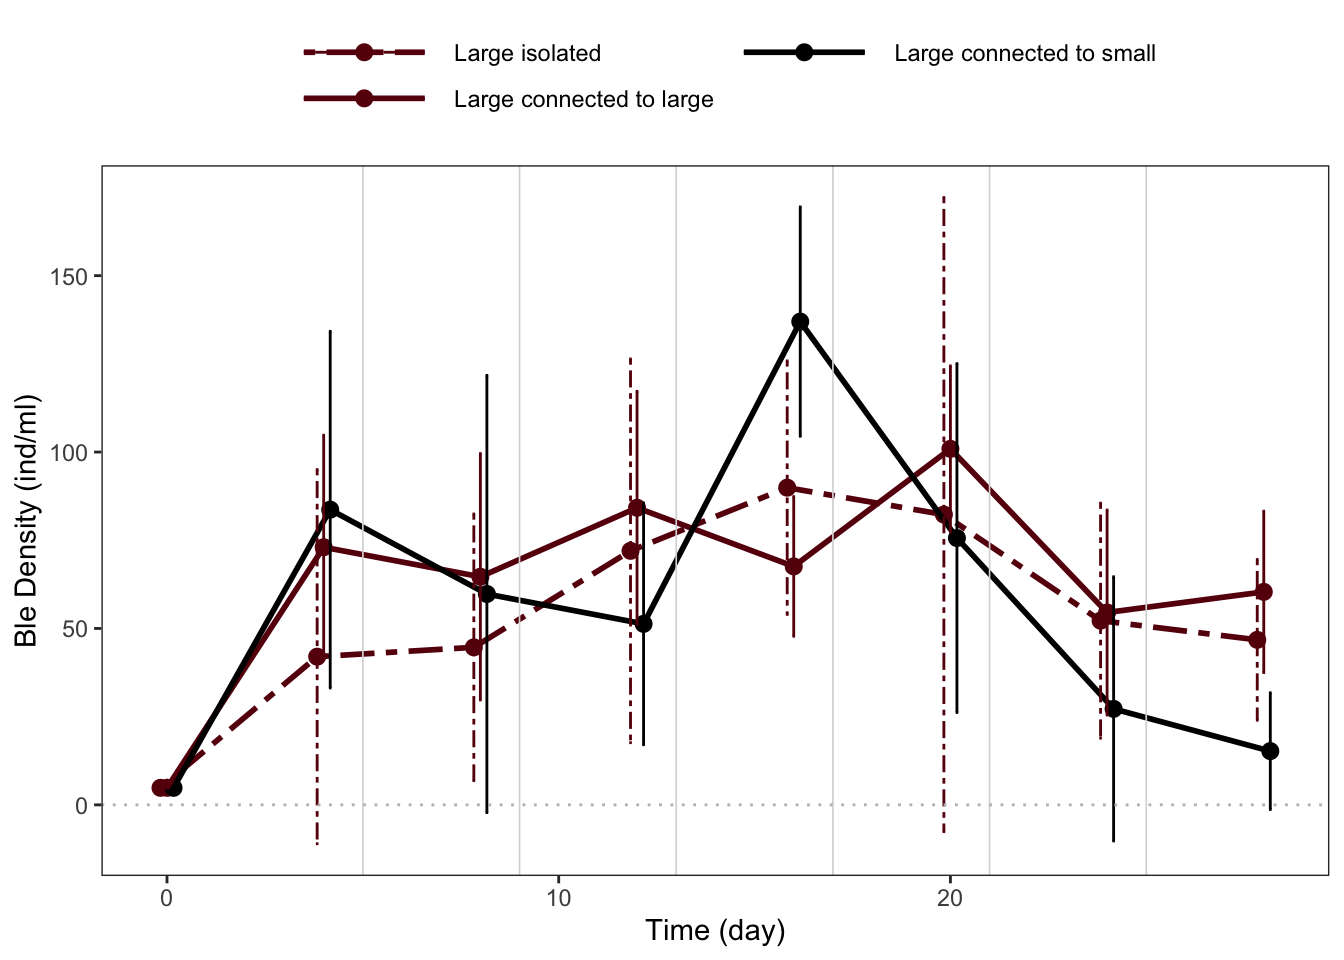 Large isolated
Large connected to small
Large connected to large
150
100
50
0
Ble Density (ind/ml)
0
10
20
Time (day)